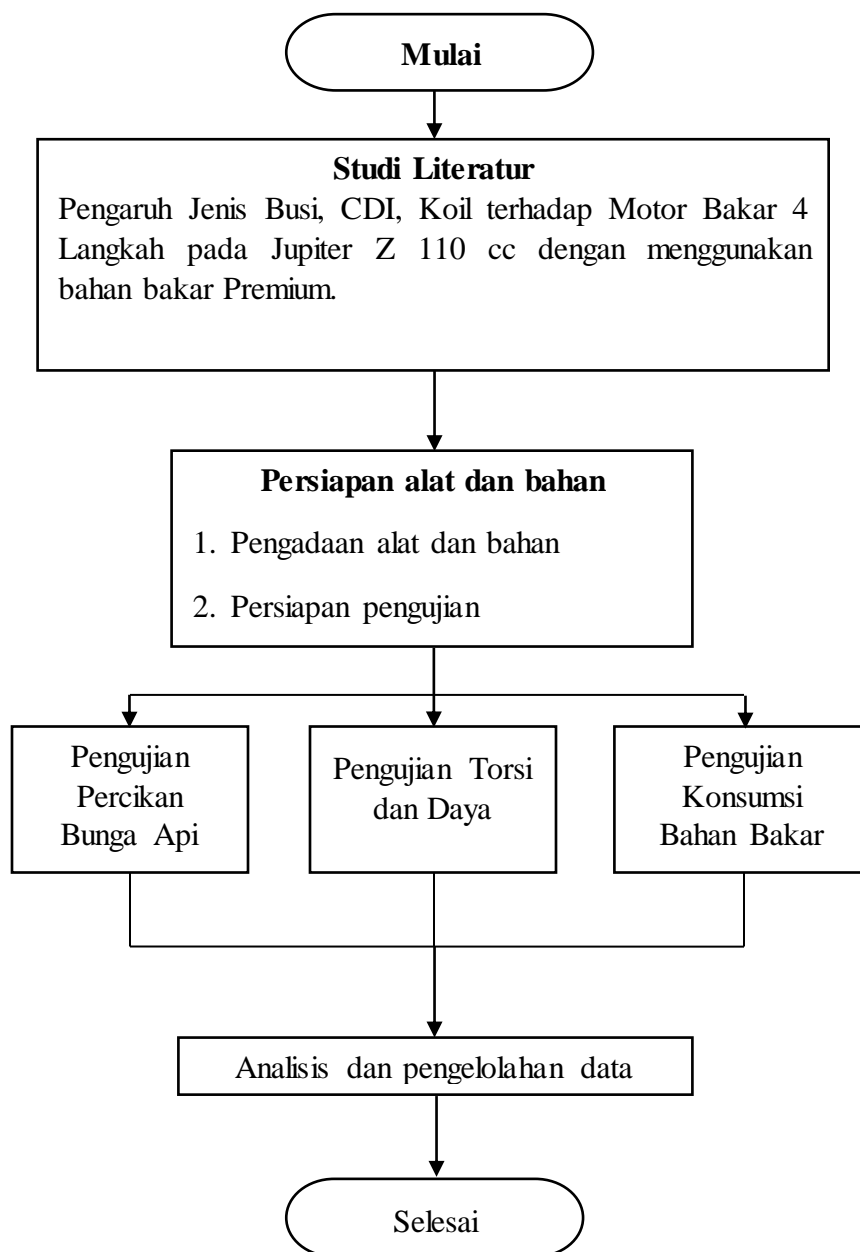 Mulai
Studi Literatur
Pengaruh Jenis Busi, CDI, Koil terhadap Motor Bakar 4
Langkah pada Jupiter Z 110 cc dengan menggunakan
bahan bakar Premium.
Persiapan alat dan bahan
1. Pengadaan alat dan bahan
2. Persiapan pengujian
Pengujian
Percikan
Bunga Api
Pengujian Torsi
dan Daya
Pengujian
Konsumsi
Bahan Bakar
Analisis dan pengelolahan data
Selesai